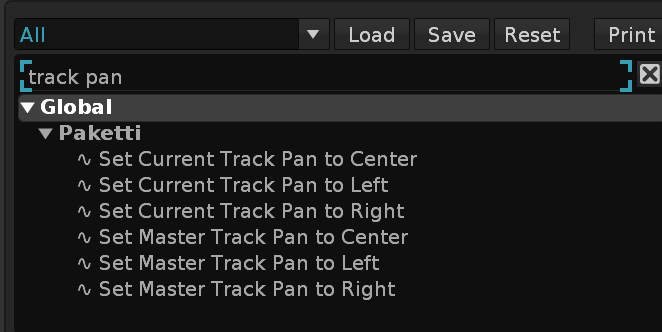 All Load Save Reset Print
track pan
Global
Paketti
Set Current Track Pan to Center
Set Current Track Pan to Left
Set Current Track Pan to Right
Set Master Track Pan to Center
Set Master Track Pan to Left
Set Master Track Pan to Right